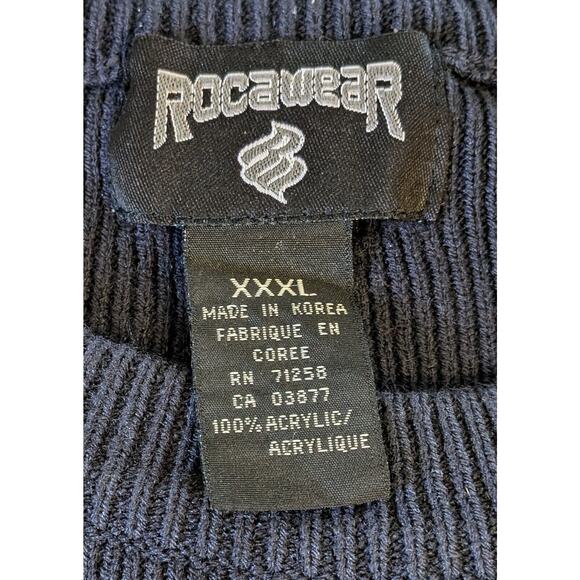 ROCAWEAR
XXXL
MADE IN KOREA
FABRIQUE EN
COREE
RN 71258
CA 03877
100% ACRYLIC/
ACRYLIQUE